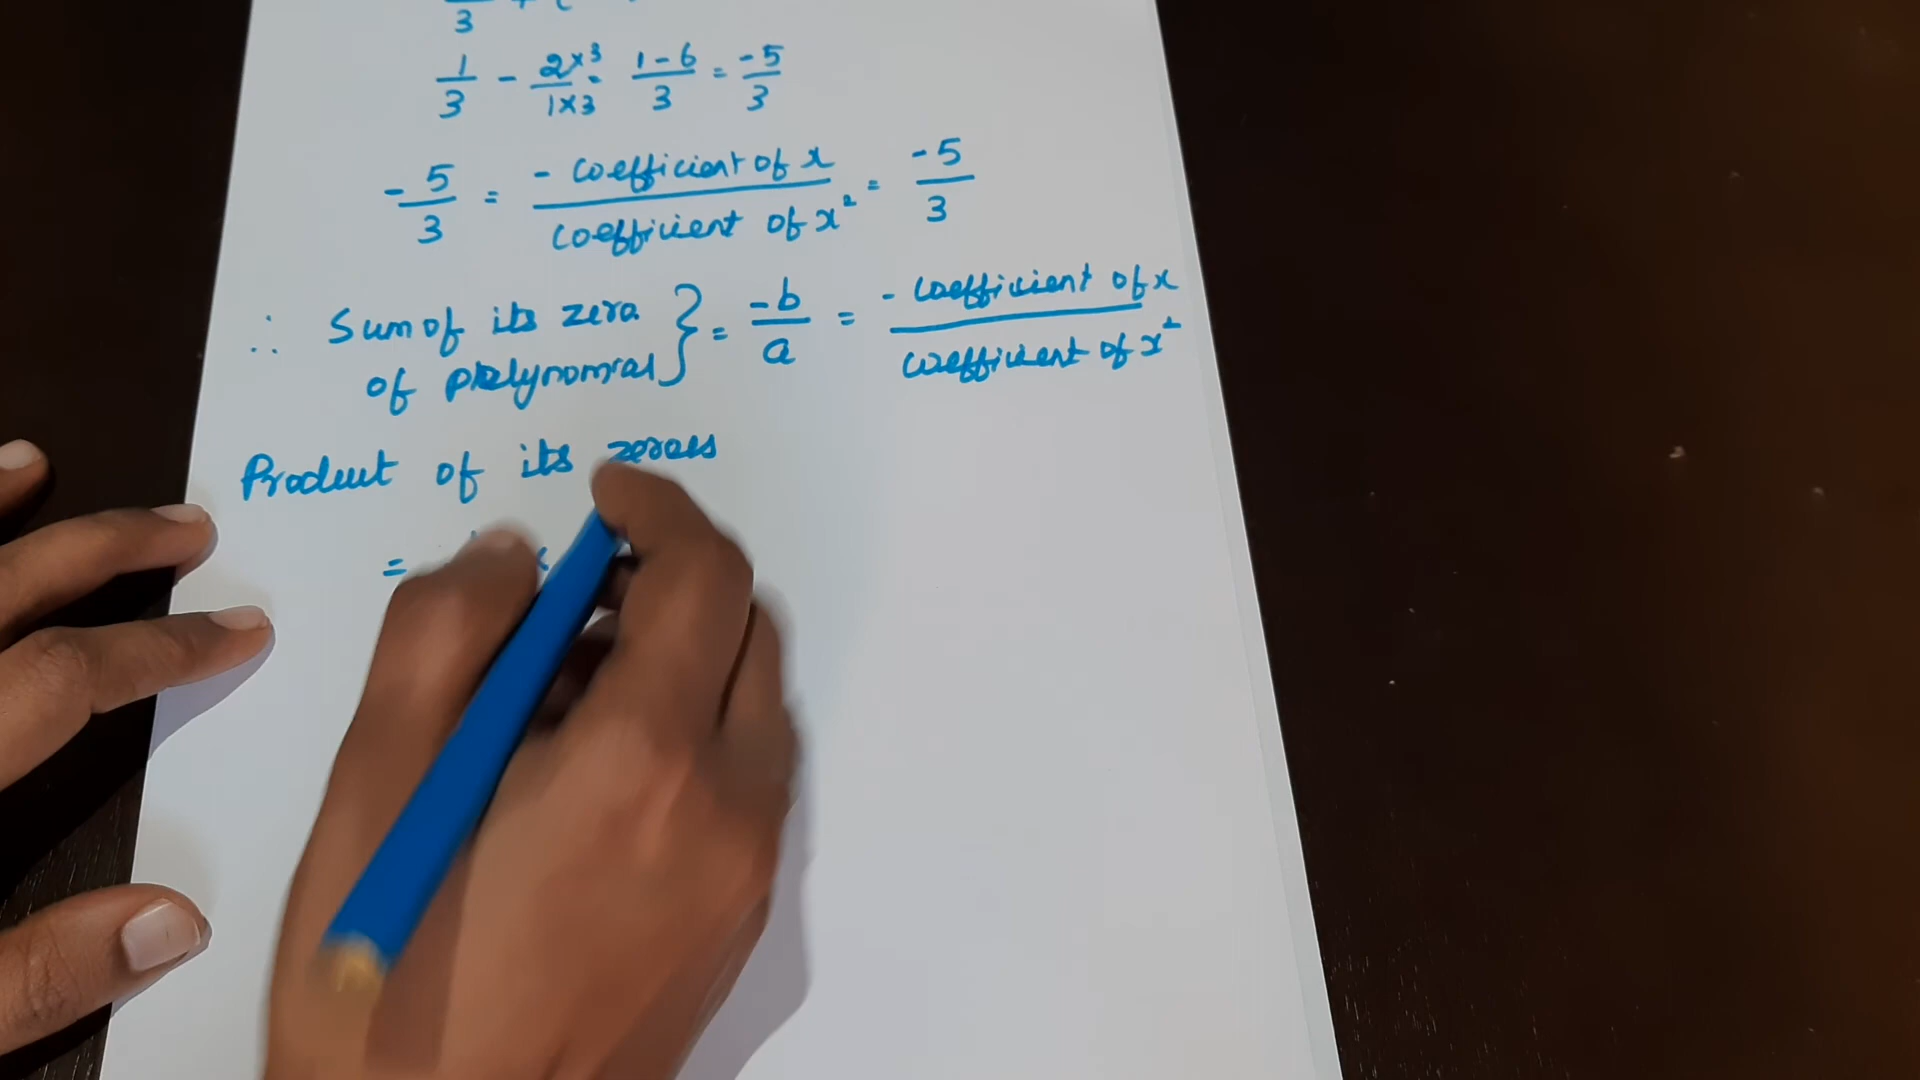 1/3 - 2×3/1×3 = 1-6/3 = -5/3
-5/3 = - coefficient of x/coefficient of x² = -5/3
∴ Sum of its zero of polynomial } = -b/a = - coefficient of x/coefficient of x²
Product of its zeroes
=